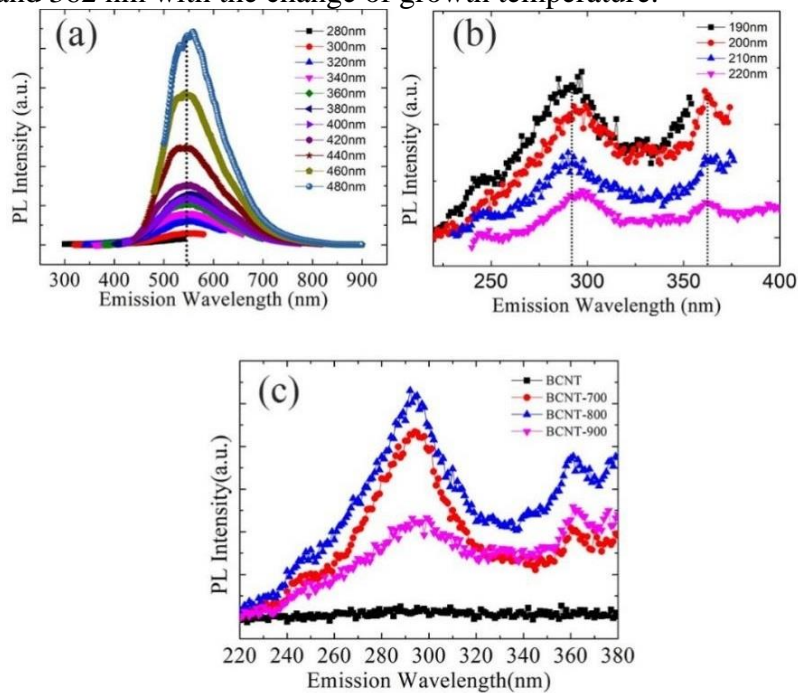 and 362 nm with the change of growth temperature.
(a)
280nm
300nm
320nm
340nm
360nm
380nm
400nm
420nm
440nm
460nm
480nm
PL Intensity (a.u.)
300 400 500 600 700 800 900
Emission Wavelength (nm)
(b)
190nm
200nm
210nm
220nm
PL Intensity (a.u.)
250 300 350 400
Emission Wavelength (nm)
(c)
BCNT
BCNT-700
BCNT-800
BCNT-900
PL Intensity(a.u.)
220 240 260 280 300 320 340 360 380
Emission Wavelength(nm)